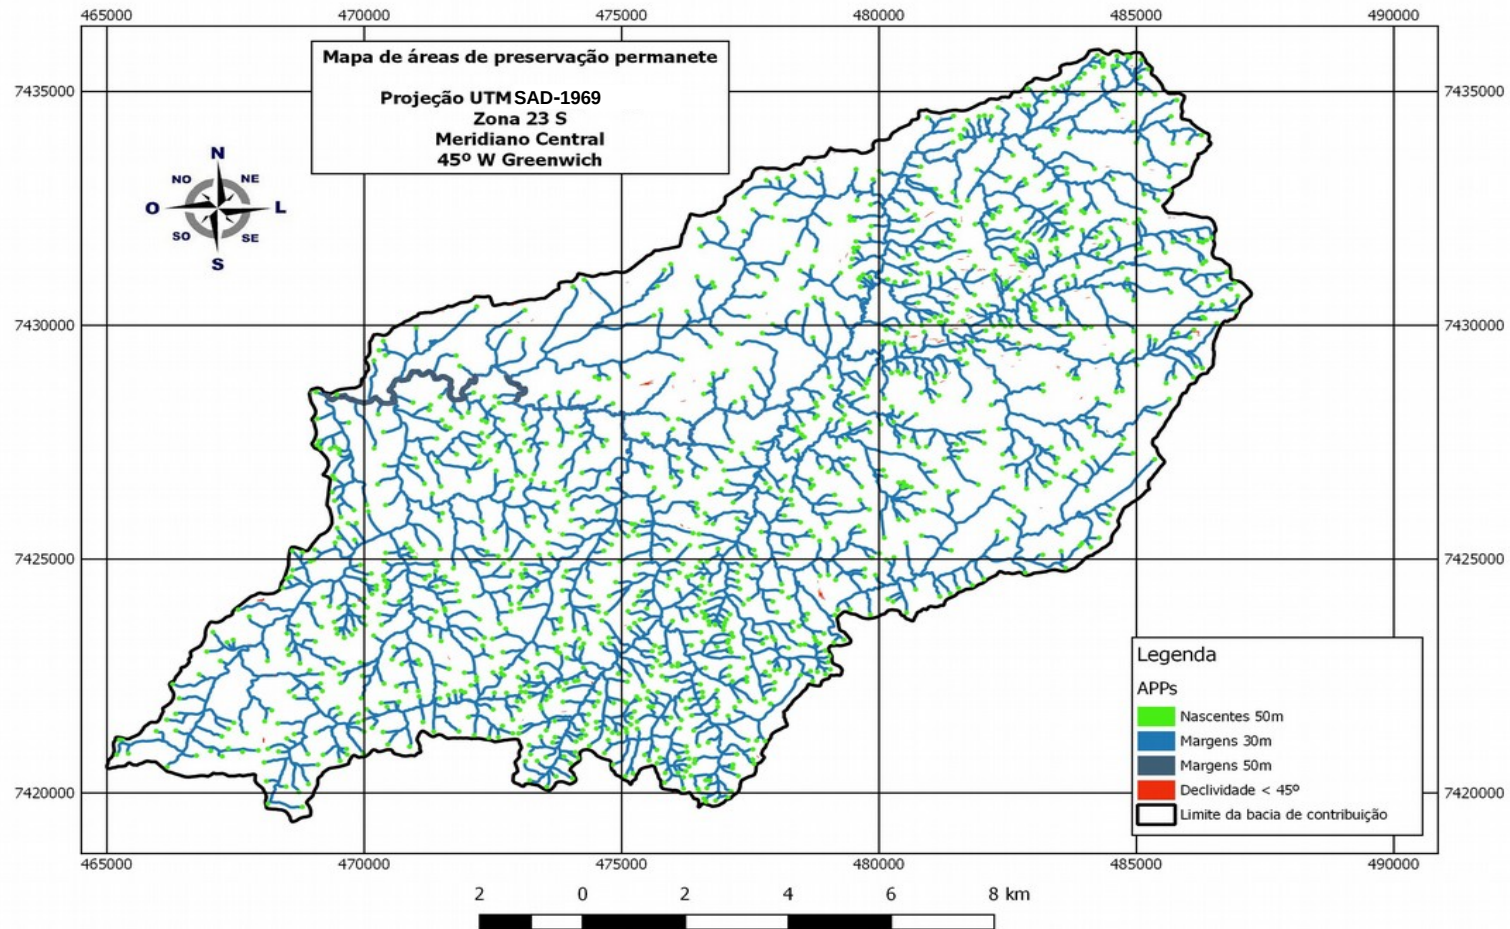 465000 470000 475000 480000 485000 490000
Mapa de áreas de preservação permanete
Projeção UTM SAD-1969
Zona 23 S
Meridiano Central
45º W Greenwich
7435000 7435000
N
NO NE
O L
SO SE
S
7430000 7430000
7425000 7425000
Legenda
APPs
Nascentes 50m
Margens 30m
Margens 50m
Declividade < 45º
Limite da bacia de contribuição
7420000 7420000
465000 470000 475000 480000 485000 490000
2 0 2 4 6 8 km